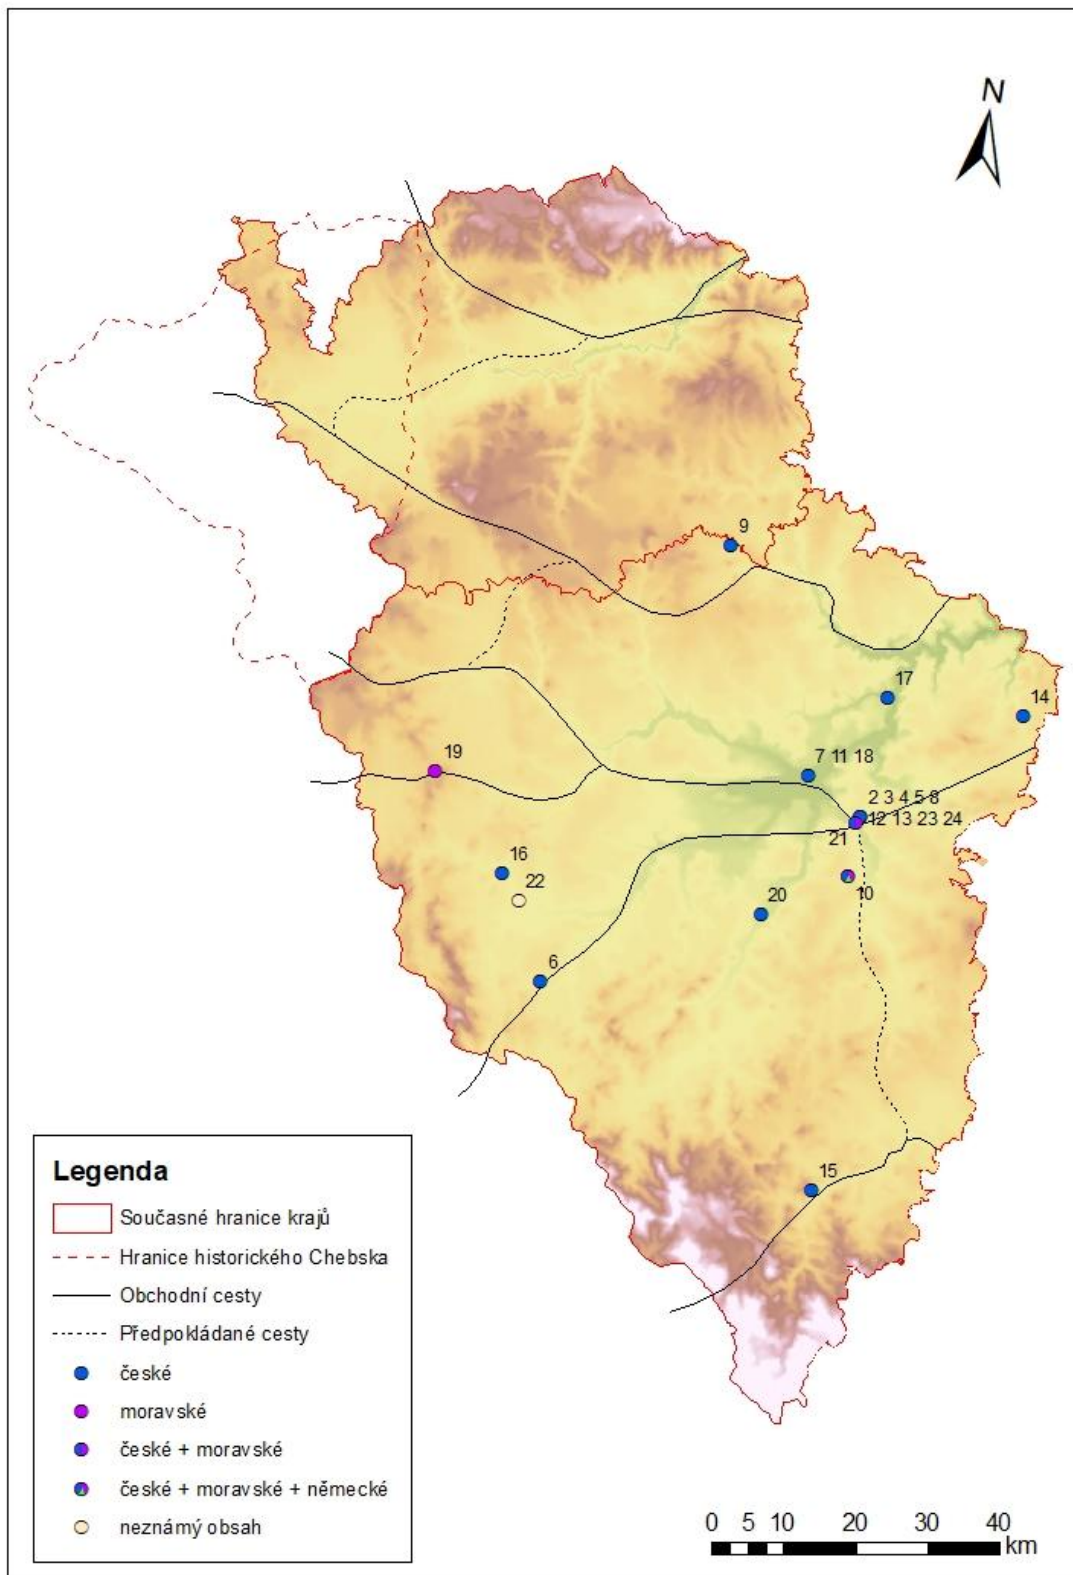 N
9
17
14
19
7 11 18
2 3 4 5 8
12 13 23 24
21
16
22
10
20
6
15
Legenda
Současné hranice krajů
Hranice historického Chebska
Obchodní cesty
Předpokládané cesty
české
moravské
české + moravské
české + moravské + německé
neznámý obsah
0 5 10 20 30 40
km